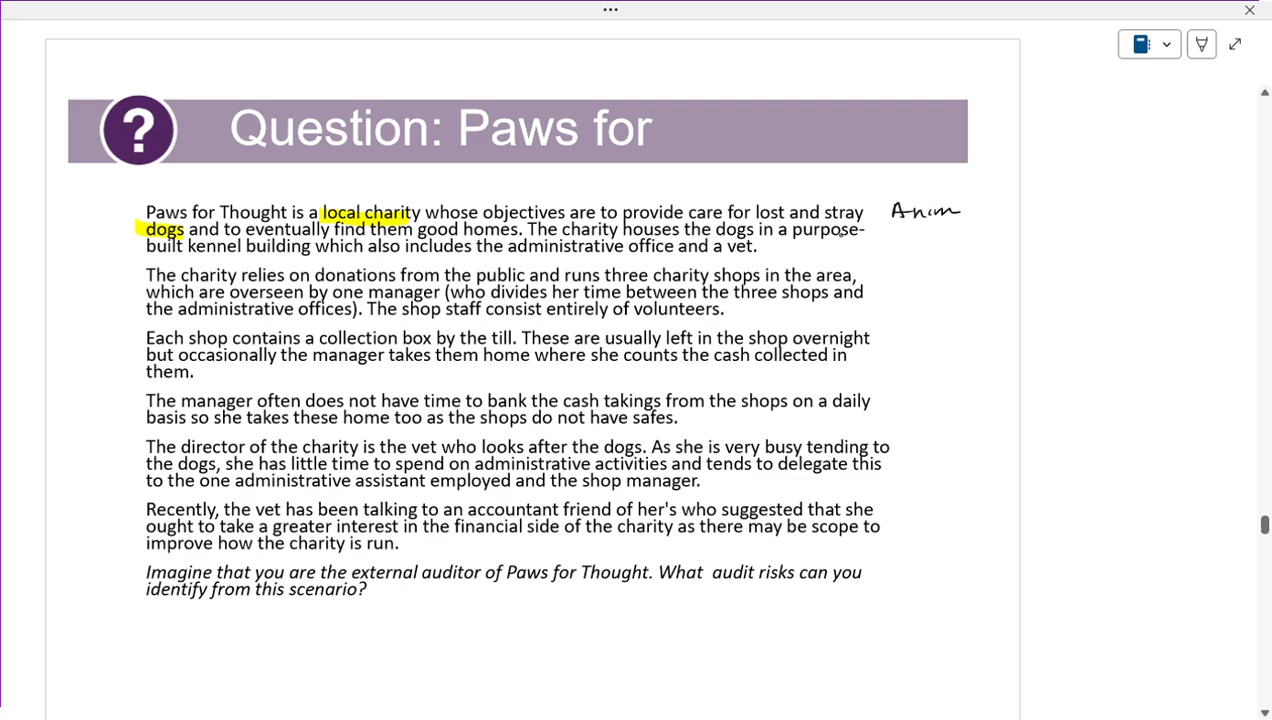 Question: Paws for
Paws for Thought is a local charity whose objectives are to provide care for lost and stray
Anim
dogs and to eventually find them good homes. The charity houses the dogs in a purpose-
built kennel building which also includes the administrative office and a vet.
The charity relies on donations from the public and runs three charity shops in the area,
which are overseen by one manager (who divides her time between the three shops and
the administrative offices). The shop staff consist entirely of volunteers.
Each shop contains a collection box by the till. These are usually left in the shop overnight
but occasionally the manager takes them home where she counts the cash collected in
them.
The manager often does not have time to bank the cash takings from the shops on a daily
basis so she takes these home too as the shops do not have safes.
The director of the charity is the vet who looks after the dogs. As she is very busy tending to
the dogs, she has little time to spend on administrative activities and tends to delegate this
to the one administrative assistant employed and the shop manager.
Recently, the vet has been talking to an accountant friend of her's who suggested that she
ought to take a greater interest in the financial side of the charity as there may be scope to
improve how the charity is run.
Imagine that you are the external auditor of Paws for Thought. What audit risks can you
identify from this scenario?